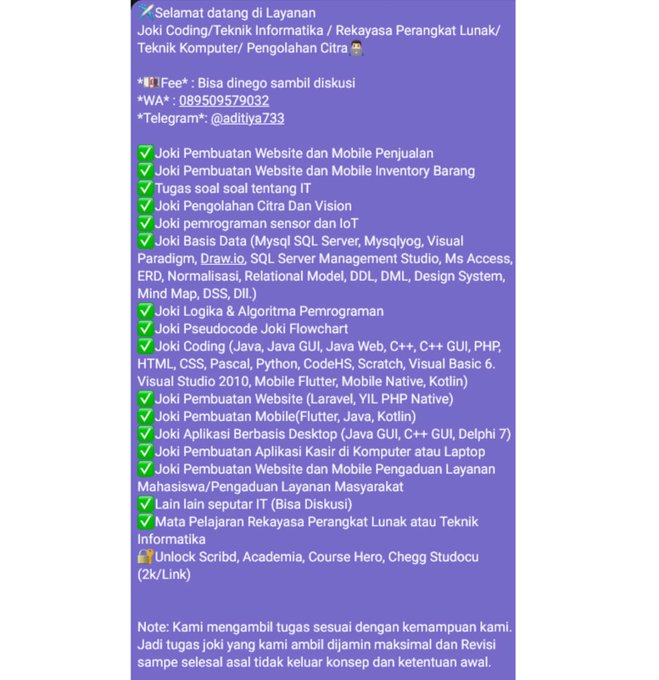 ✈️Selamat datang di Layanan
Joki Coding/Teknik Informatika / Rekayasa Perangkat Lunak/
Teknik Komputer/ Pengolahan Citra👨🏻‍💻
*💴Fee* : Bisa dinego sambil diskusi
*WA* : 089509579032
*Telegram*: @aditiya733
✅Joki Pembuatan Website dan Mobile Penjualan
✅Joki Pembuatan Website dan Mobile Inventory Barang
✅Tugas soal soal tentang IT
✅Joki Pengolahan Citra Dan Vision
✅Joki pemrograman sensor dan IoT
✅Joki Basis Data (Mysql SQL Server, Mysqlyog, Visual
Paradigm, Draw.io, SQL Server Management Studio, Ms Access,
ERD, Normalisasi, Relational Model, DDL, DML, Design System,
Mind Map, DSS, Dll.)
✅Joki Logika & Algoritma Pemrograman
✅Joki Pseudocode Joki Flowchart
✅Joki Coding (Java, Java GUI, Java Web, C++, C++ GUI, PHP,
HTML, CSS, Pascal, Python, CodeHS, Scratch, Visual Basic 6.
Visual Studio 2010, Mobile Flutter, Mobile Native, Kotlin)
✅Joki Pembuatan Website (Laravel, YIL PHP Native)
✅Joki Pembuatan Mobile(Flutter, Java, Kotlin)
✅Joki Aplikasi Berbasis Desktop (Java GUI, C++ GUI, Delphi 7)
✅Joki Pembuatan Aplikasi Kasir di Komputer atau Laptop
✅Joki Pembuatan Website dan Mobile Pengaduan Layanan
Mahasiswa/Pengaduan Layanan Masyarakat
✅Lain lain seputar IT (Bisa Diskusi)
✅Mata Pelajaran Rekayasa Perangkat Lunak atau Teknik
Informatika
🔐Unlock Scribd, Academia, Course Hero, Chegg Studocu
(2k/Link)
Note: Kami mengambil tugas sesuai dengan kemampuan kami.
Jadi tugas joki yang kami ambil dijamin maksimal dan Revisi
sampe selesal asal tidak keluar konsep dan ketentuan awal.